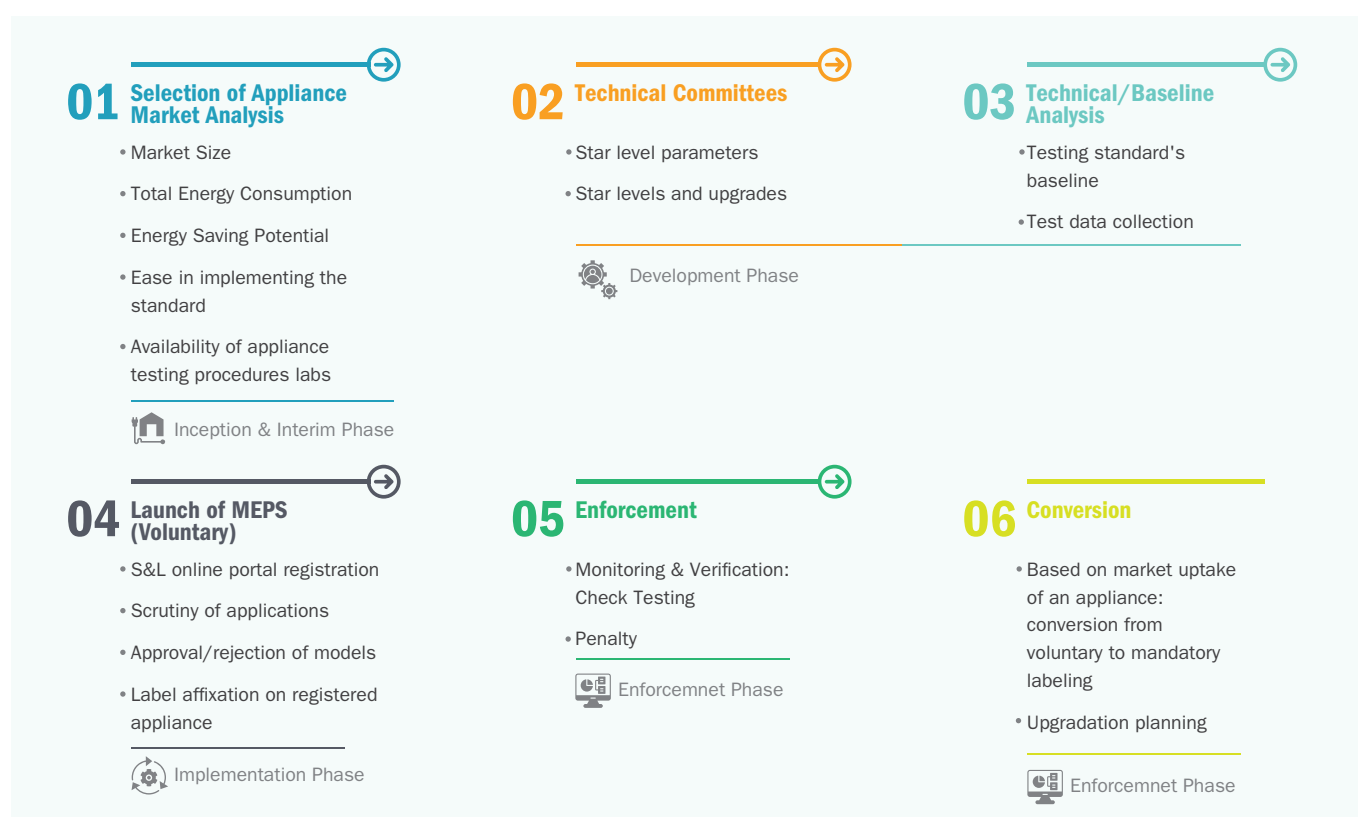 01
Selection of Appliance
Market Analysis
• Market Size
• Total Energy Consumption
• Energy Saving Potential
• Ease in implementing the
standard
• Availability of appliance
testing procedures labs
Inception & Interim Phase
02
Technical Committees
• Star level parameters
• Star levels and upgrades
03
Technical/Baseline
Analysis
• Testing standard's
baseline
• Test data collection
Development Phase
04
Launch of MEPS
(Voluntary)
• S&L online portal registration
• Scrutiny of applications
• Approval/rejection of models
• Label affixation on registered
appliance
Implementation Phase
05
Enforcement
• Monitoring & Verification:
Check Testing
• Penalty
Enforcemnet Phase
06
Conversion
• Based on market uptake
of an appliance:
conversion from
voluntary to mandatory
labeling
• Upgradation planning
Enforcemnet Phase